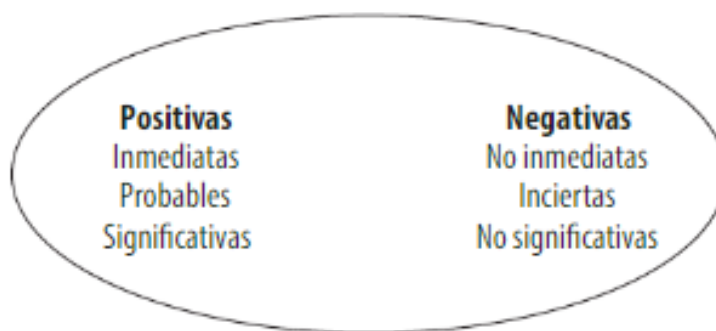 Positivas
Inmediatas
Probables
Significativas
Negativas
No inmediatas
Inciertas
No significativas